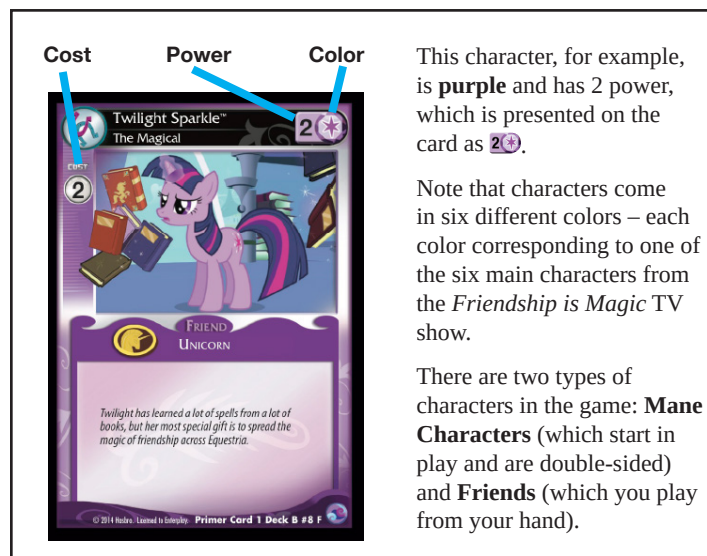 Cost Power Color
Twilight Sparkle™
The Magical
2
COST
2
FRIEND
UNICORN
Twilight has learned a lot of spells from a lot of
books, but her most special gift is to spread the
magic of friendship across Equestria.
© 2014 Hasbro. Licensed to Enterplay. Primer Card 1 Deck B #8 F
This character, for example,
is purple and has 2 power,
which is presented on the
card as 2.
Note that characters come
in six different colors – each
color corresponding to one of
the six main characters from
the Friendship is Magic TV
show.
There are two types of
characters in the game: Mane
Characters (which start in
play and are double-sided)
and Friends (which you play
from your hand).